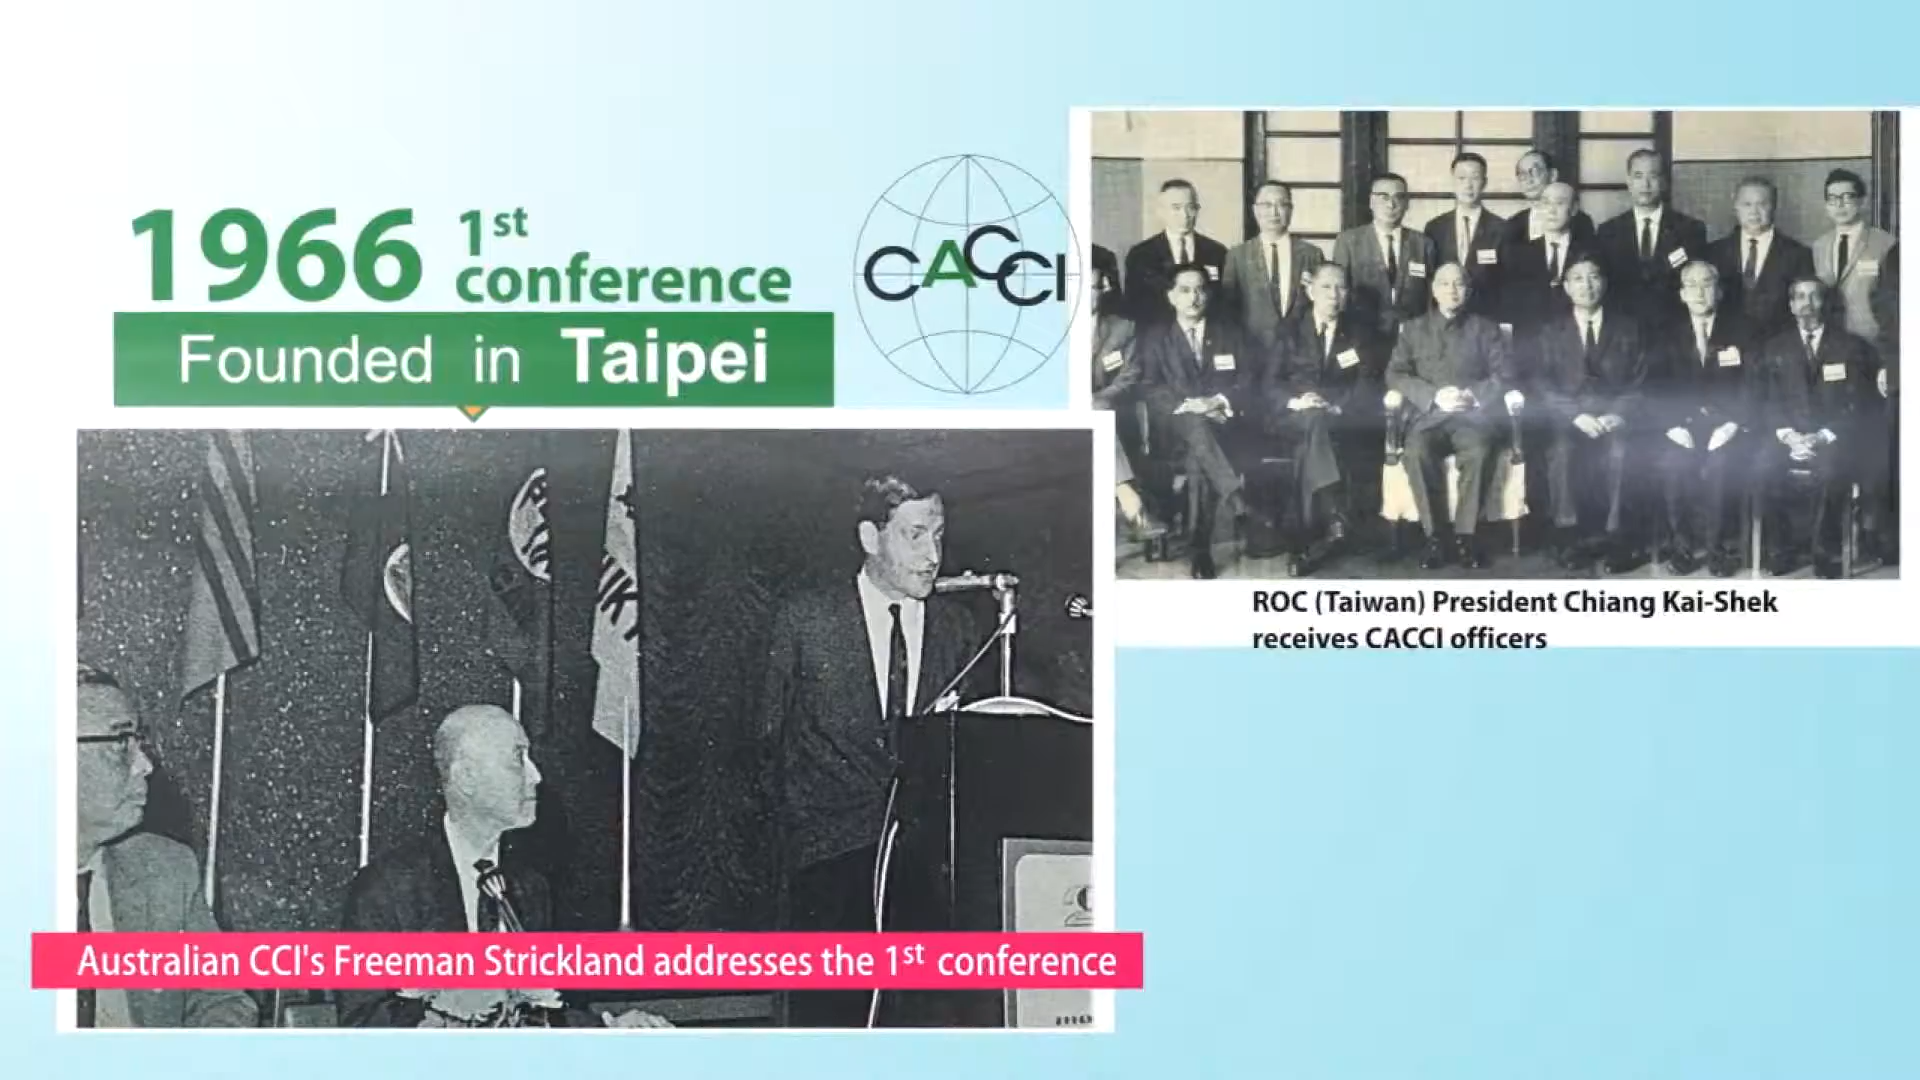 1966 1st
conference
Founded in Taipei
CACCI
ROC (Taiwan) President Chiang Kai-Shek
receives CACCI officers
Australian CCI's Freeman Strickland addresses the 1st conference